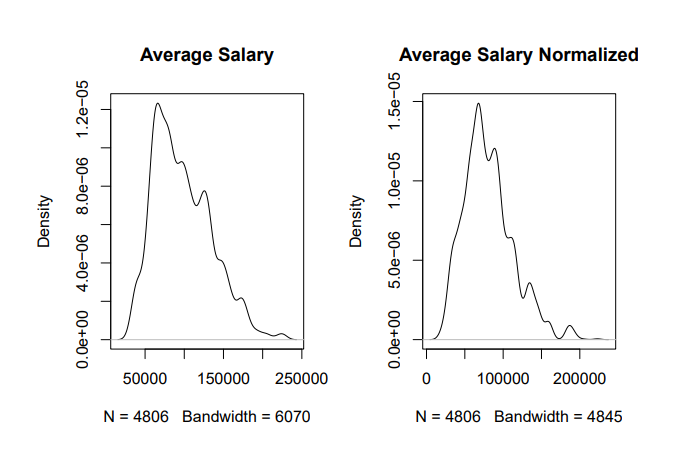 Average Salary
Density
0.0e+00 4.0e−06 8.0e−06 1.2e−05
50000 150000 250000
N = 4806 Bandwidth = 6070
Average Salary Normalized
Density
0.0e+00 5.0e−06 1.0e−05 1.5e−05
0 100000 200000
N = 4806 Bandwidth = 4845